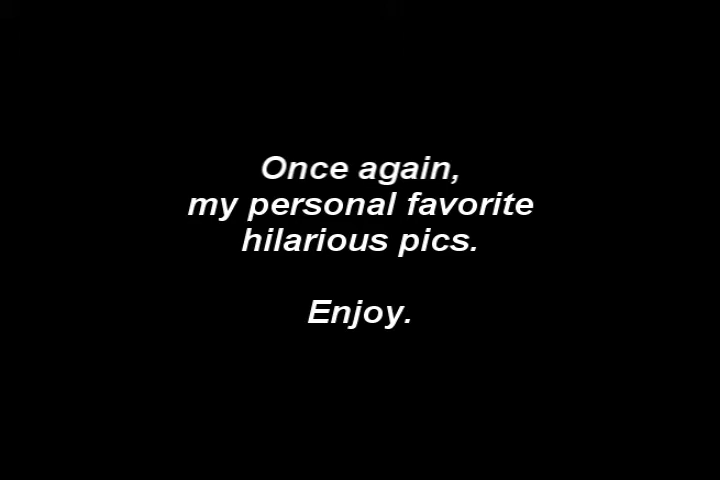 Once again,
my personal favorite
hilarious pics.
Enjoy.